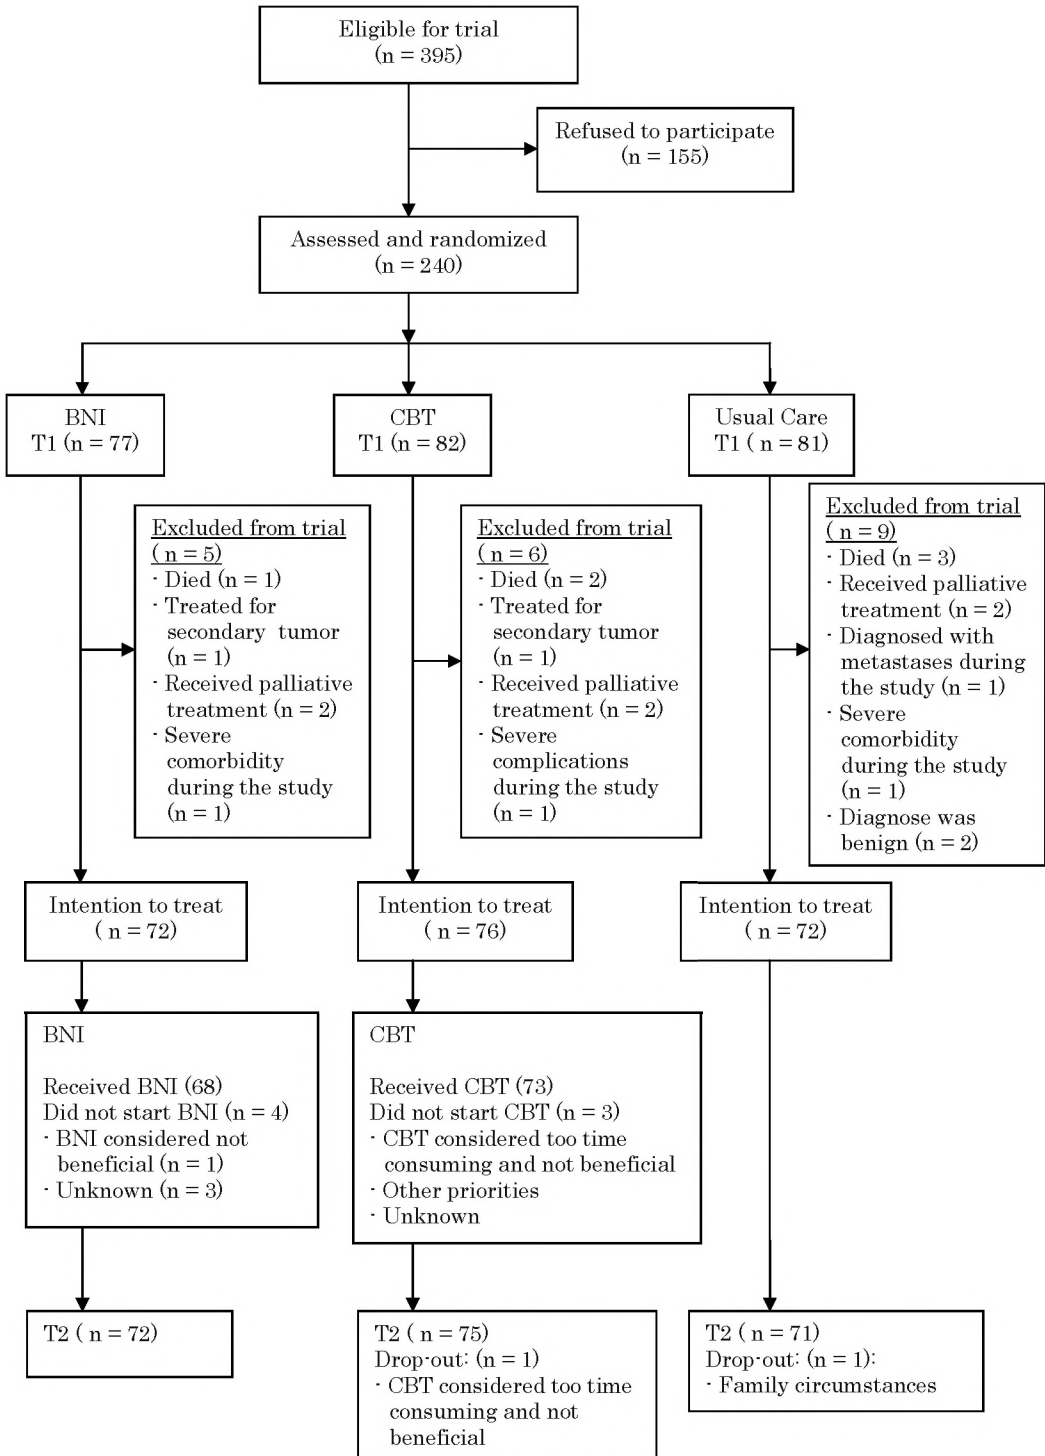 Eligible for trial
(n = 395)
Refused to participate
(n = 155)
Assessed and randomized
(n = 240)
BNI
T1 (n = 77)
CBT
T1 (n = 82)
Usual Care
T1 ( n = 81)
Excluded from trial
( n = 5)
· Died (n = 1)
· Treated for
secondary tumor
(n = 1)
· Received palliative
treatment (n = 2)
· Severe
comorbidity
during the study
(n = 1)
Excluded from trial
( n = 6)
· Died (n = 2)
· Treated for
secondary tumor
(n = 1)
· Received palliative
treatment (n = 2)
· Severe
complications
during the study
(n = 1)
Excluded from trial
( n = 9)
· Died (n = 3)
· Received palliative
treatment (n = 2)
· Diagnosed with
metastases during
the study (n = 1)
· Severe
comorbidity
during the study
(n = 1)
· Diagnose was
benign (n = 2)
Intention to treat
( n = 72)
Intention to treat
( n = 76)
Intention to treat
( n = 72)
BNI
Received BNI (68)
Did not start BNI (n = 4)
· BNI considered not
beneficial (n = 1)
· Unknown (n = 3)
CBT
Received CBT (73)
Did not start CBT (n = 3)
· CBT considered too time
consuming and not beneficial
· Other priorities
· Unknown
T2 ( n = 72)
T2 ( n = 75)
Drop-out: (n = 1)
· CBT considered too time
consuming and not
beneficial
T2 ( n = 71)
Drop-out: (n = 1):
· Family circumstances